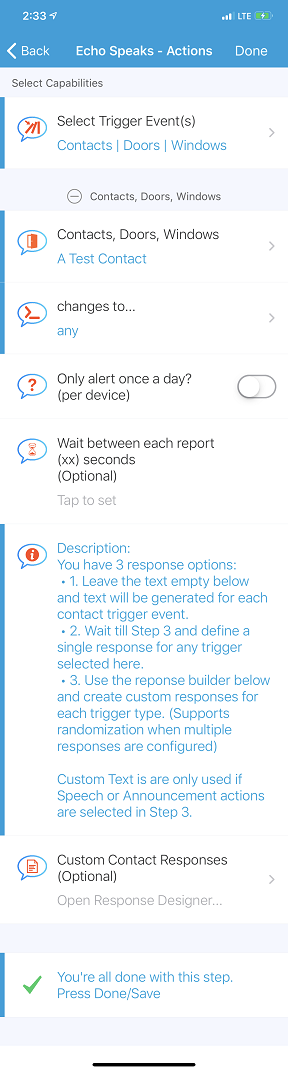 2:33
LTE
Back
Echo Speaks - Actions
Done
Select Capabilities
Select Trigger Event(s)
Contacts | Doors | Windows
Contacts, Doors, Windows
Contacts, Doors, Windows
A Test Contact
changes to...
any
Only alert once a day?
(per device)
Wait between each report
(xx) seconds
(Optional)
Tap to set
Description:
You have 3 response options:
• 1. Leave the text empty below
and text will be generated for each
contact trigger event.
• 2. Wait till Step 3 and define a
single response for any trigger
selected here.
• 3. Use the reponse builder below
and create custom responses for
each trigger type. (Supports
randomization when multiple
responses are configured)
Custom Text is are only used if
Speech or Announcement actions
are selected in Step 3.
Custom Contact Responses
(Optional)
Open Response Designer...
You're all done with this step.
Press Done/Save